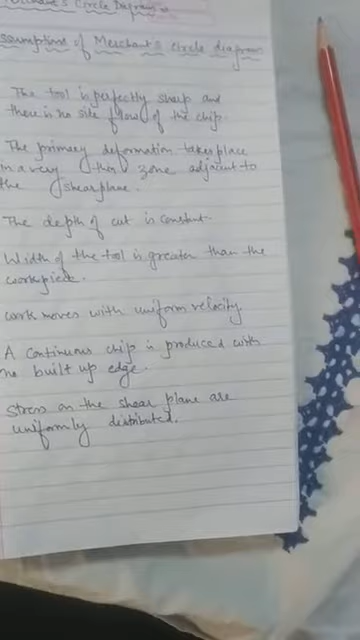 Merchant's Circle Diagram
Assumptions of Merchant's circle diagram
The tool is perfectly sharp and
there is no side flow of the chip.
The primary deformation takes place
in a very thin zone adjacent to
the shear plane.
The depth of cut is constant.
Width of the tool is greater than the
workpiece.
Work moves with uniform velocity
A continuous chip is produced with
no built up edge.
Stress on the shear plane are
uniformly distributed.